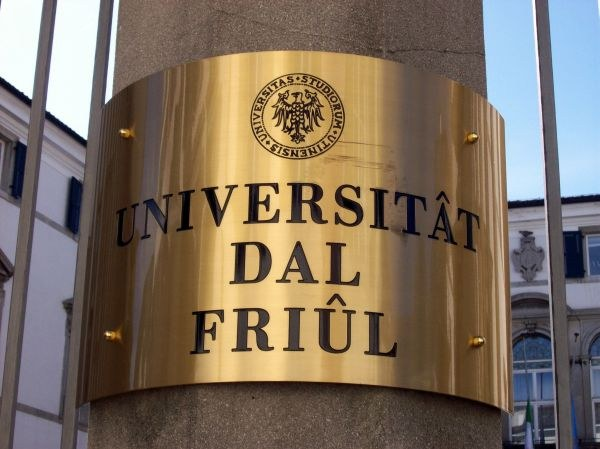 UNIVERSITAS · STUDIORUM · UTINENSIS ·
UNIVERSITÂT
DAL
FRIÛL